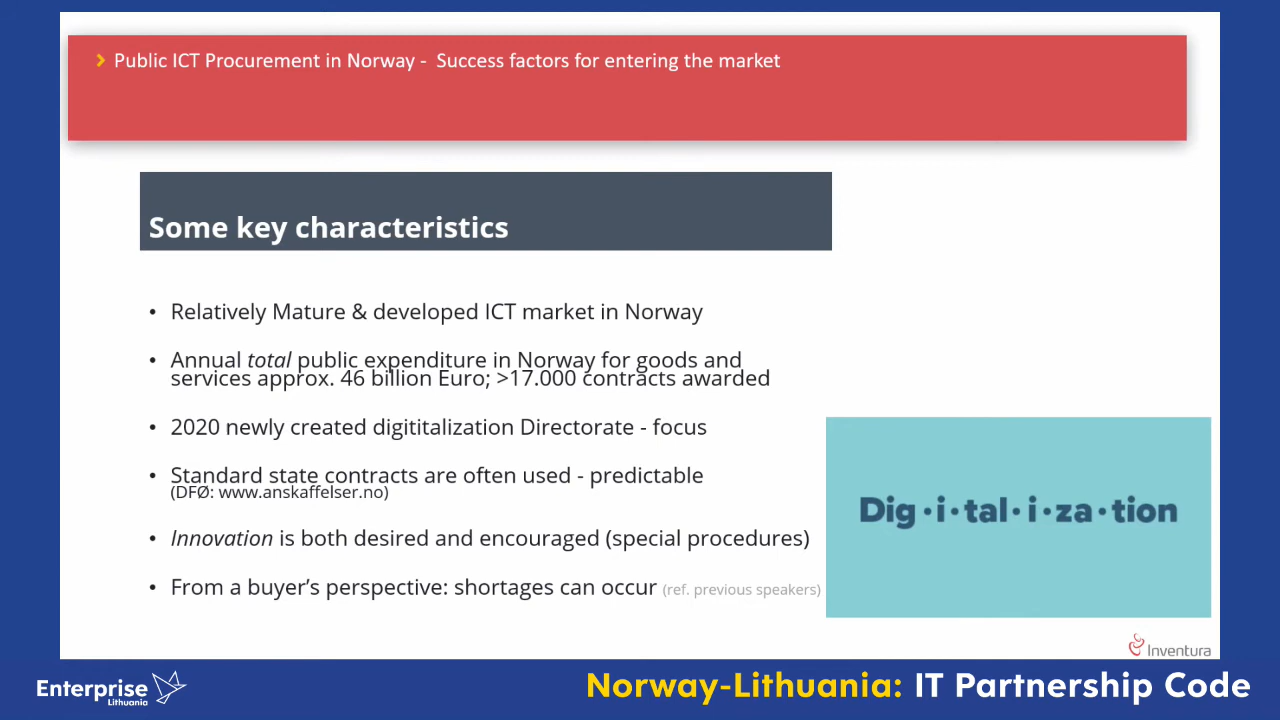 Public ICT Procurement in Norway - Success factors for entering the market
Some key characteristics
• Relatively Mature & developed ICT market in Norway
• Annual total public expenditure in Norway for goods and
services approx. 46 billion Euro; >17.000 contracts awarded
• 2020 newly created digititalization Directorate - focus
• Standard state contracts are often used - predictable
(DFØ: www.anskaffelser.no)
• Innovation is both desired and encouraged (special procedures)
• From a buyer's perspective: shortages can occur (ref. previous speakers)
Dig·i·tal·i·za·tion
Inventura
Enterprise
Lithuania
Norway-Lithuania: IT Partnership Code